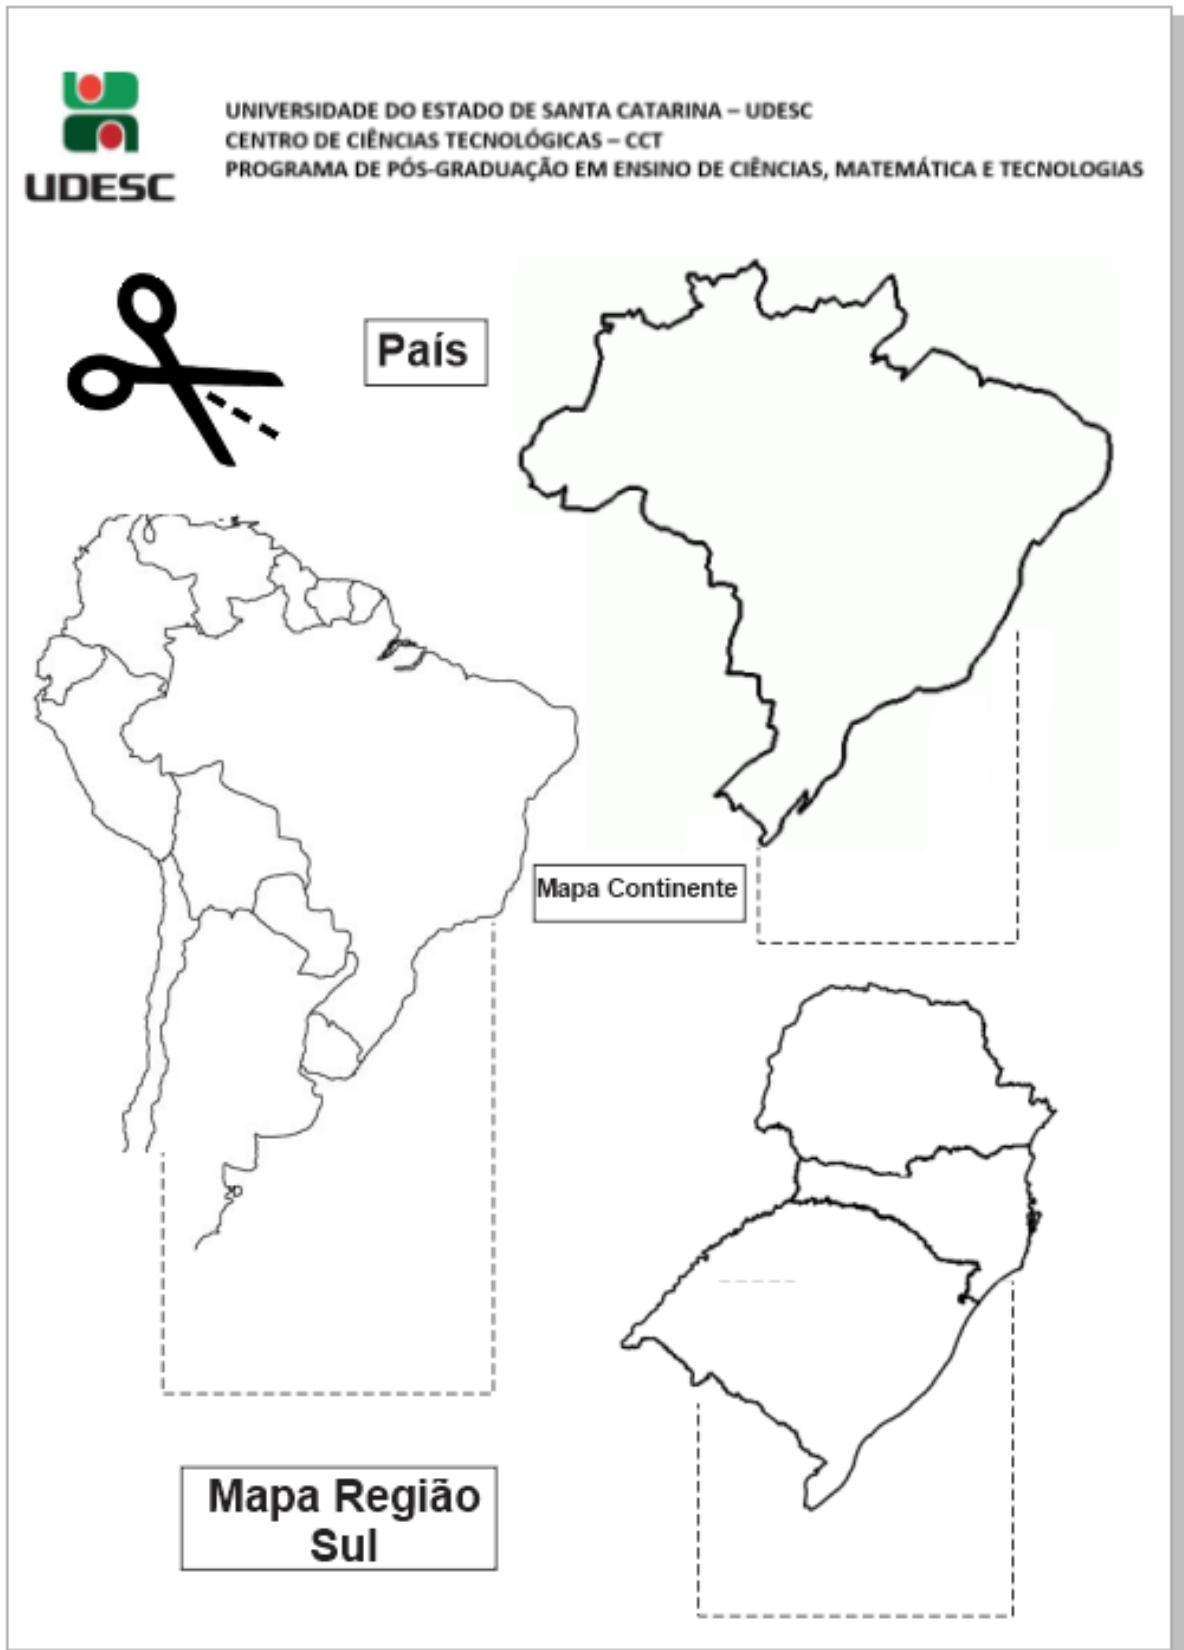 UDESC
UNIVERSIDADE DO ESTADO DE SANTA CATARINA – UDESC
CENTRO DE CIÊNCIAS TECNOLÓGICAS – CCT
PROGRAMA DE PÓS-GRADUAÇÃO EM ENSINO DE CIÊNCIAS, MATEMÁTICA E TECNOLOGIAS
País
Mapa Continente
Mapa Região
Sul